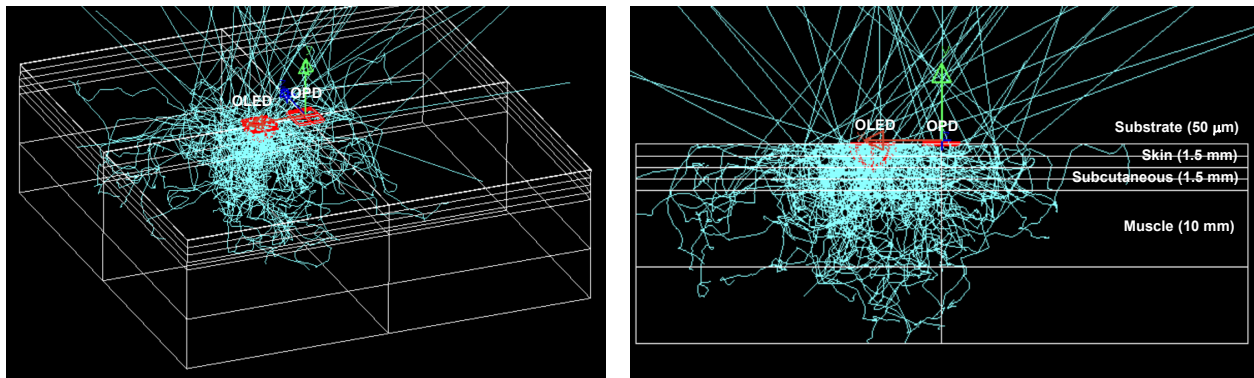 OLED
OPD
OLED
OPD
Substrate (50 μm)
Skin (1.5 mm)
Subcutaneous (1.5 mm)
Muscle (10 mm)